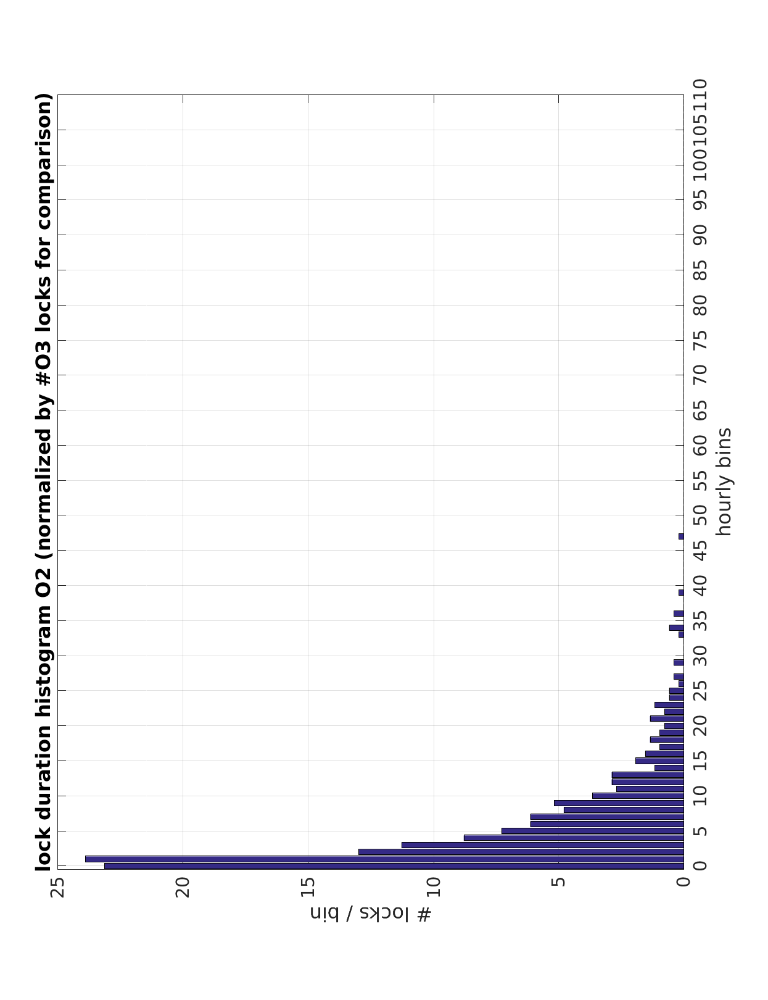 lock duration histogram O2 (normalized by #O3 locks for comparison)
# locks / bin
25
20
15
10
5
0
0 5 10 15 20 25 30 35 40 45 50 55 60 65 70 75 80 85 90 95 100 105 110
hourly bins